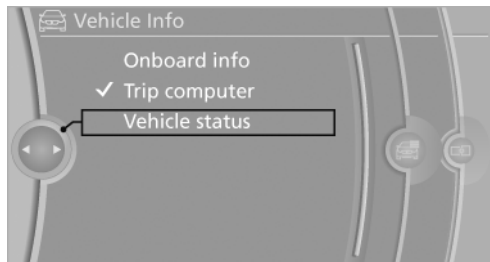 Vehicle Info
Onboard info
Trip computer
Vehicle status